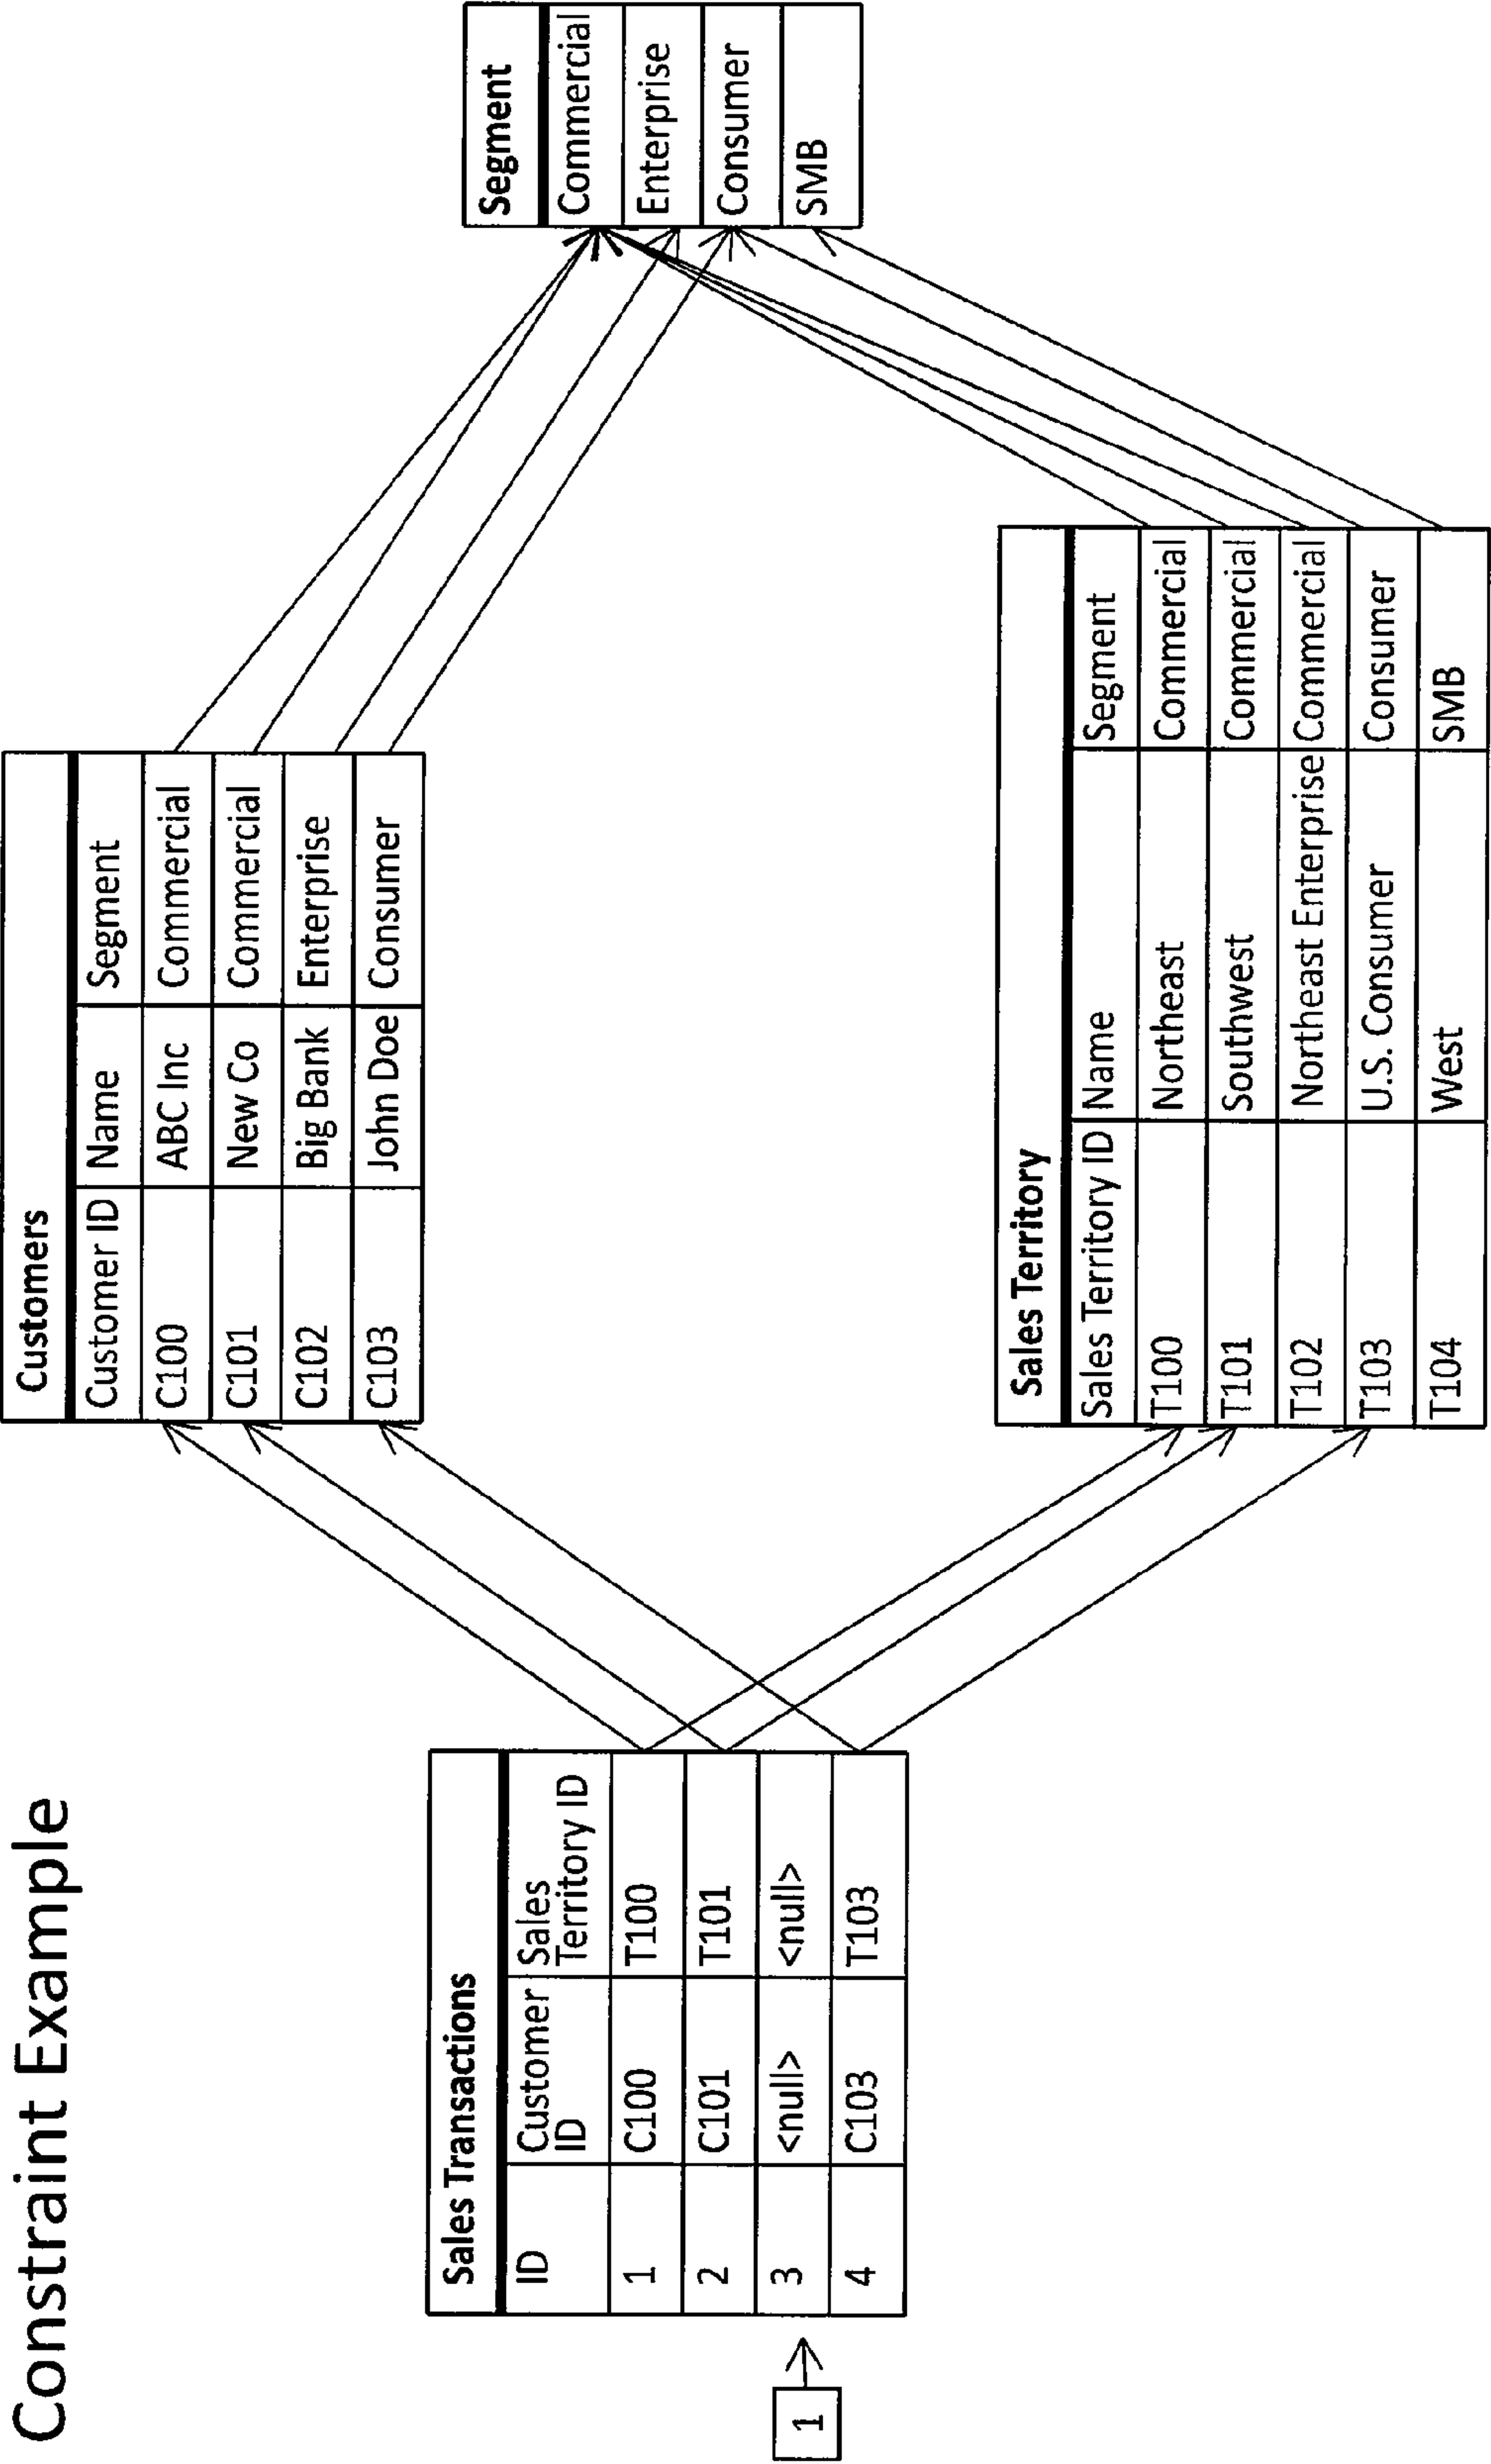 Constraint Example
Customers
Customer ID Name Segment
C100 ABC Inc Commercial
C101 New Co Commercial
C102 Big Bank Enterprise
C103 John Doe Consumer
Segment
Commercial
Enterprise
Consumer
SMB
Sales Transactions
ID Customer ID Sales Territory ID
1 C100 T100
2 C101 T101
3 <null> <null>
4 C103 T103
1
Sales Territory
Sales Territory ID Name Segment
T100 Northeast Commercial
T101 Southwest Commercial
T102 Northeast Enterprise Commercial
T103 U.S. Consumer Consumer
T104 West SMB